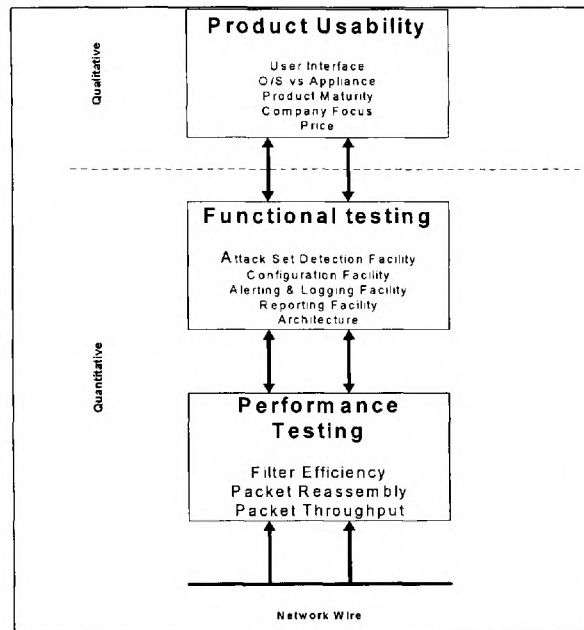 Product Usability
Qualitative
User Interface
O/S vs Appliance
Product Maturity
Company Focus
Price
Functional testing
Attack Set Detection Facility
Configuration Facility
Alerting & Logging Facility
Reporting Facility
Architecture
Quantitative
Performance
Testing
Filter Efficiency
Packet Reassembly
Packet Throughput
Network Wire